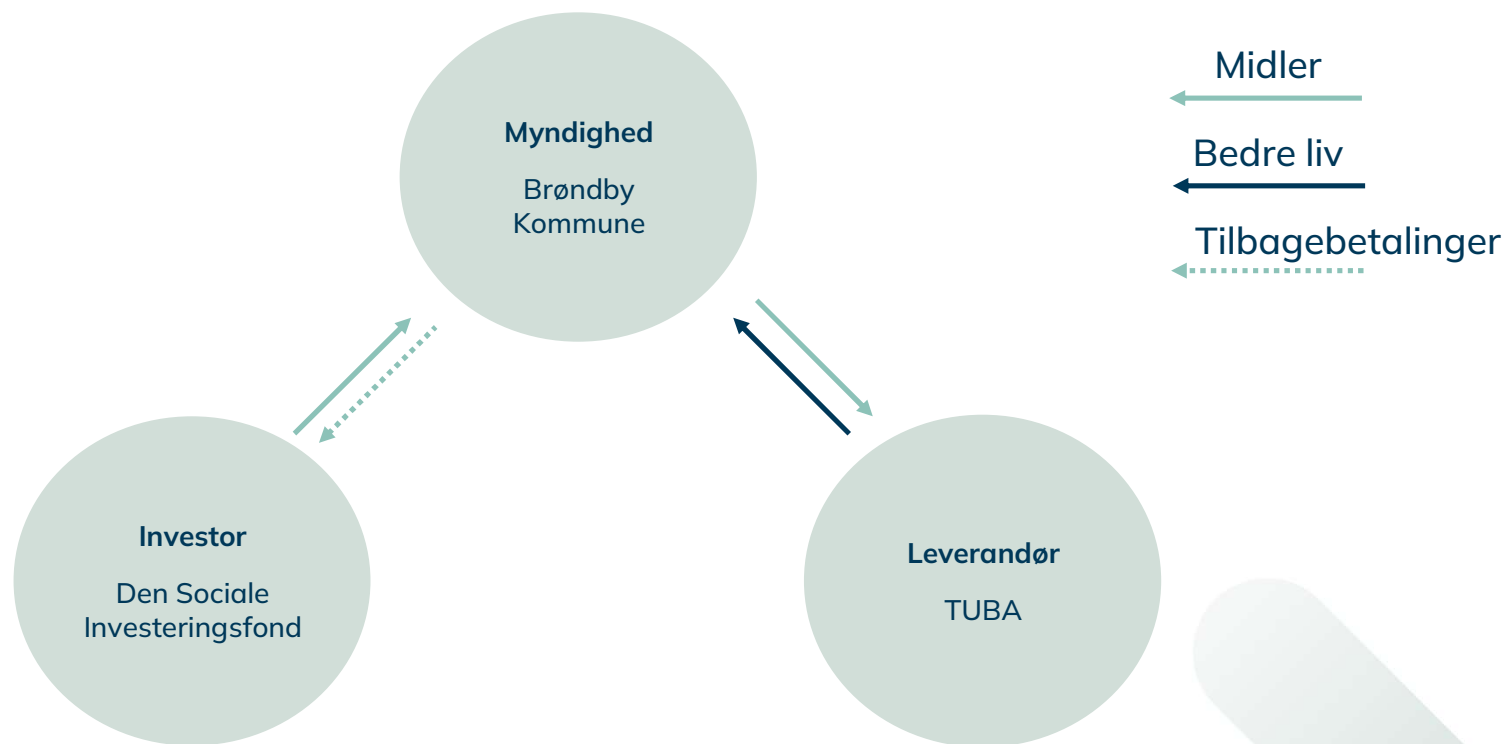 Myndighed
Brøndby
Kommune
Midler
Bedre liv
Tilbagebetalinger
Investor
Den Sociale
Investeringsfond
Leverandør
TUBA